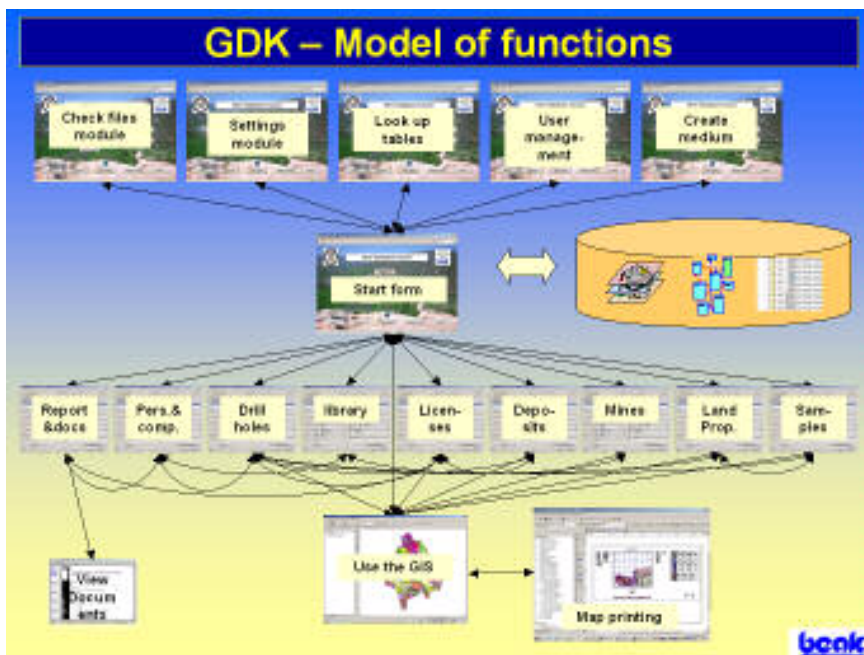 GDK – Model of functions
Check files
module
Settings
module
Look up
tables
User
manage-
ment
Create
medium
Start form
Report
&docs
Pers.&
comp.
Drill
holes
library
Licen-
ses
Depo-
sits
Mines
Land
Prop.
Sam-
ples
View
Docum
ents
Use the GIS
Map printing
beak